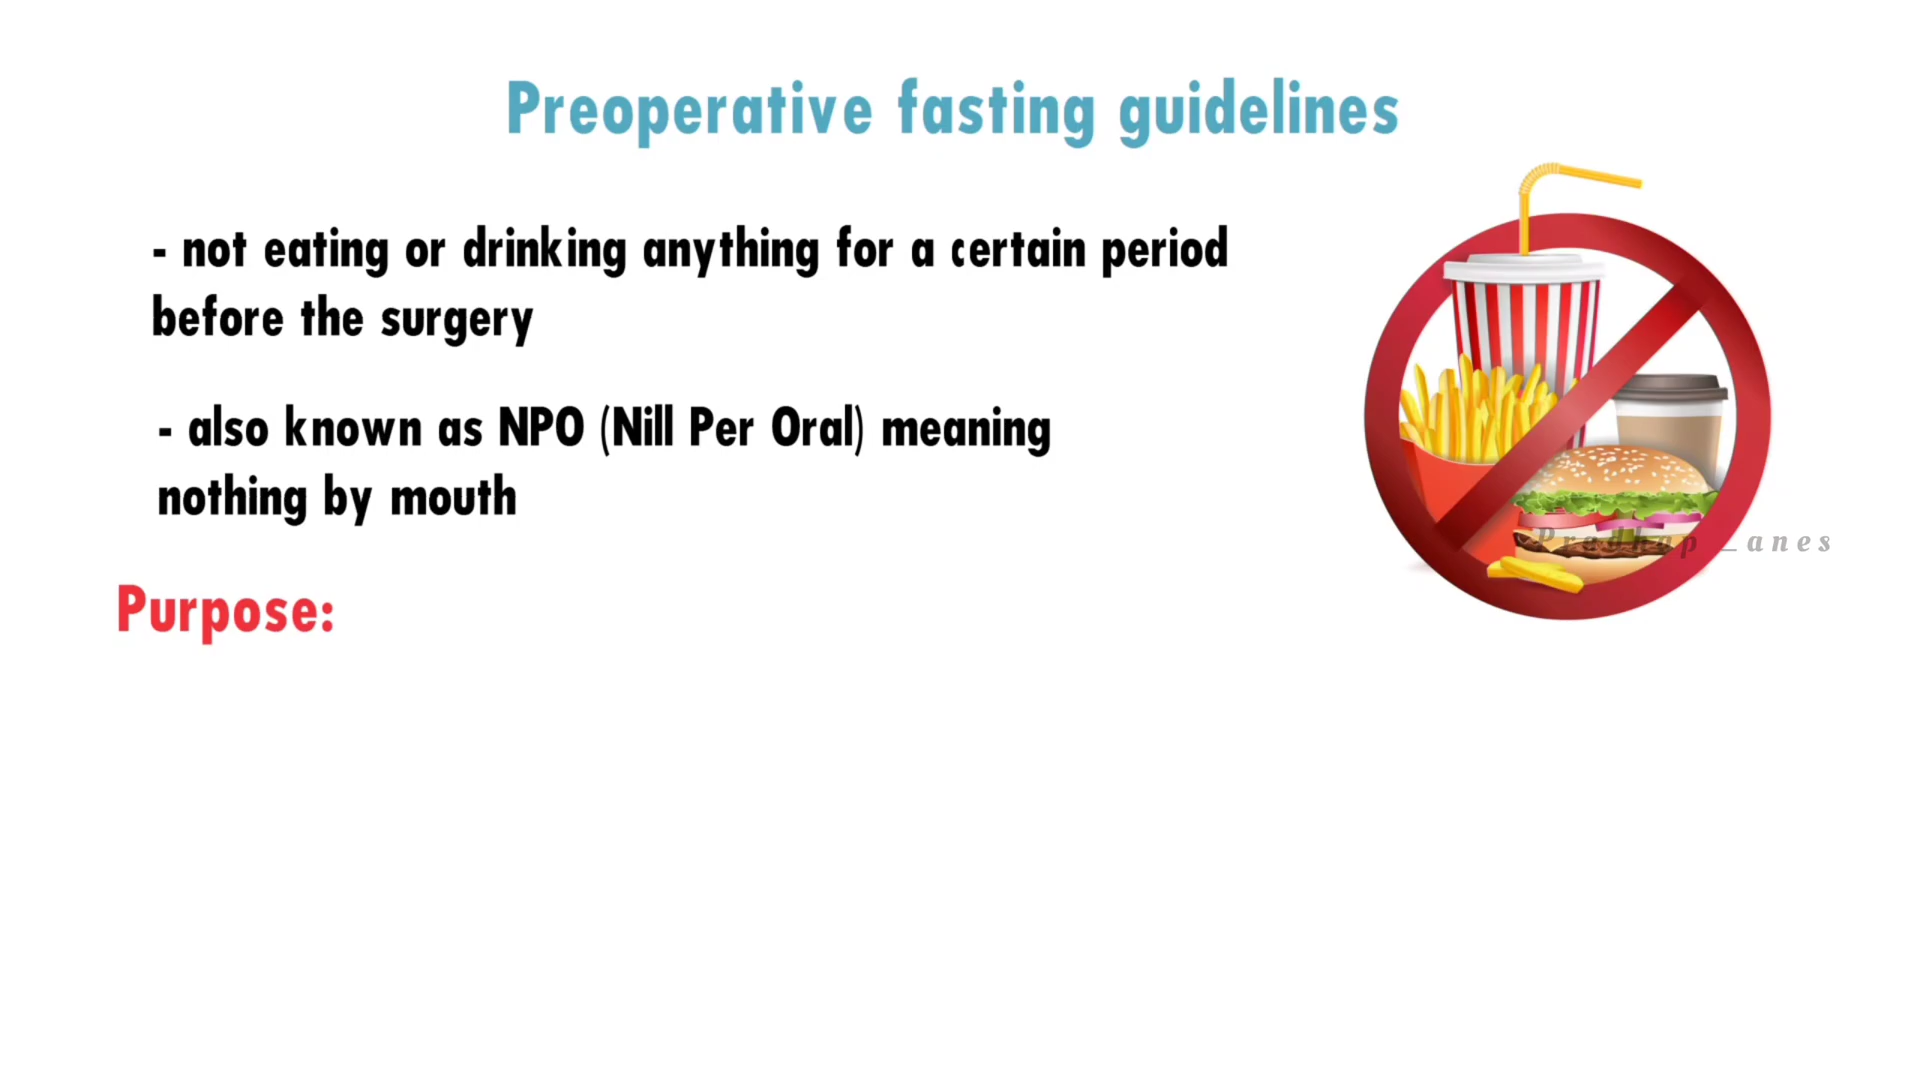 Preoperative fasting guidelines
- not eating or drinking anything for a certain period
before the surgery
- also known as NPO (Nill Per Oral) meaning
nothing by mouth
Pradhap_anes
Purpose: